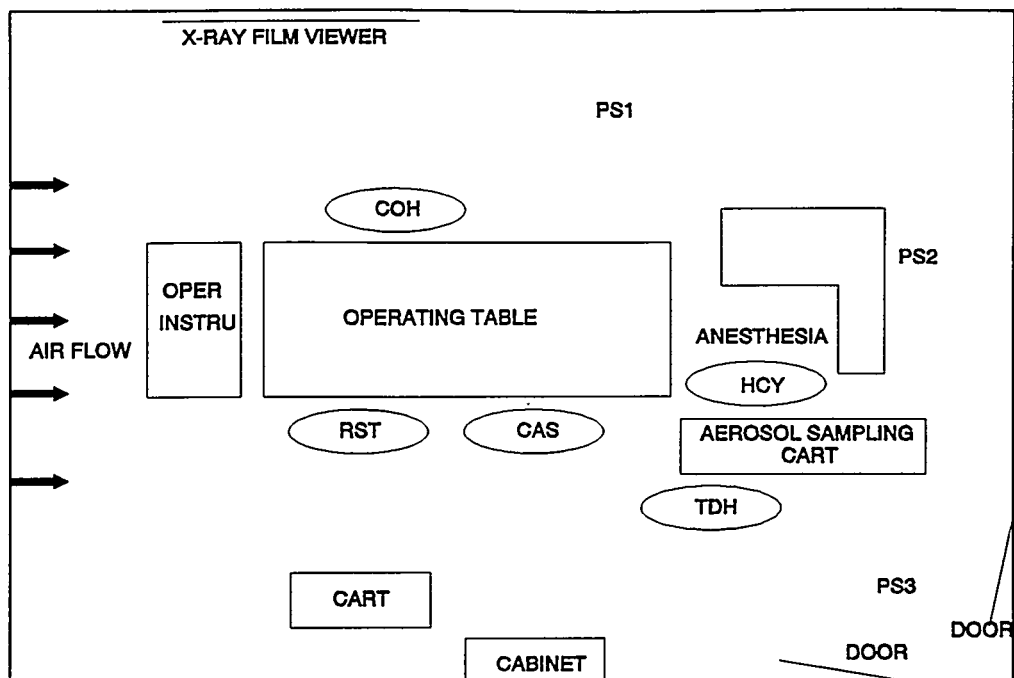 X-RAY FILM VIEWER
PS1
COH
PS2
OPER
INSTRU
OPERATING TABLE
ANESTHESIA
AIR FLOW
HCY
RST
CAS
AEROSOL SAMPLING
CART
TDH
PS3
CART
DOOR
DOOR
CABINET